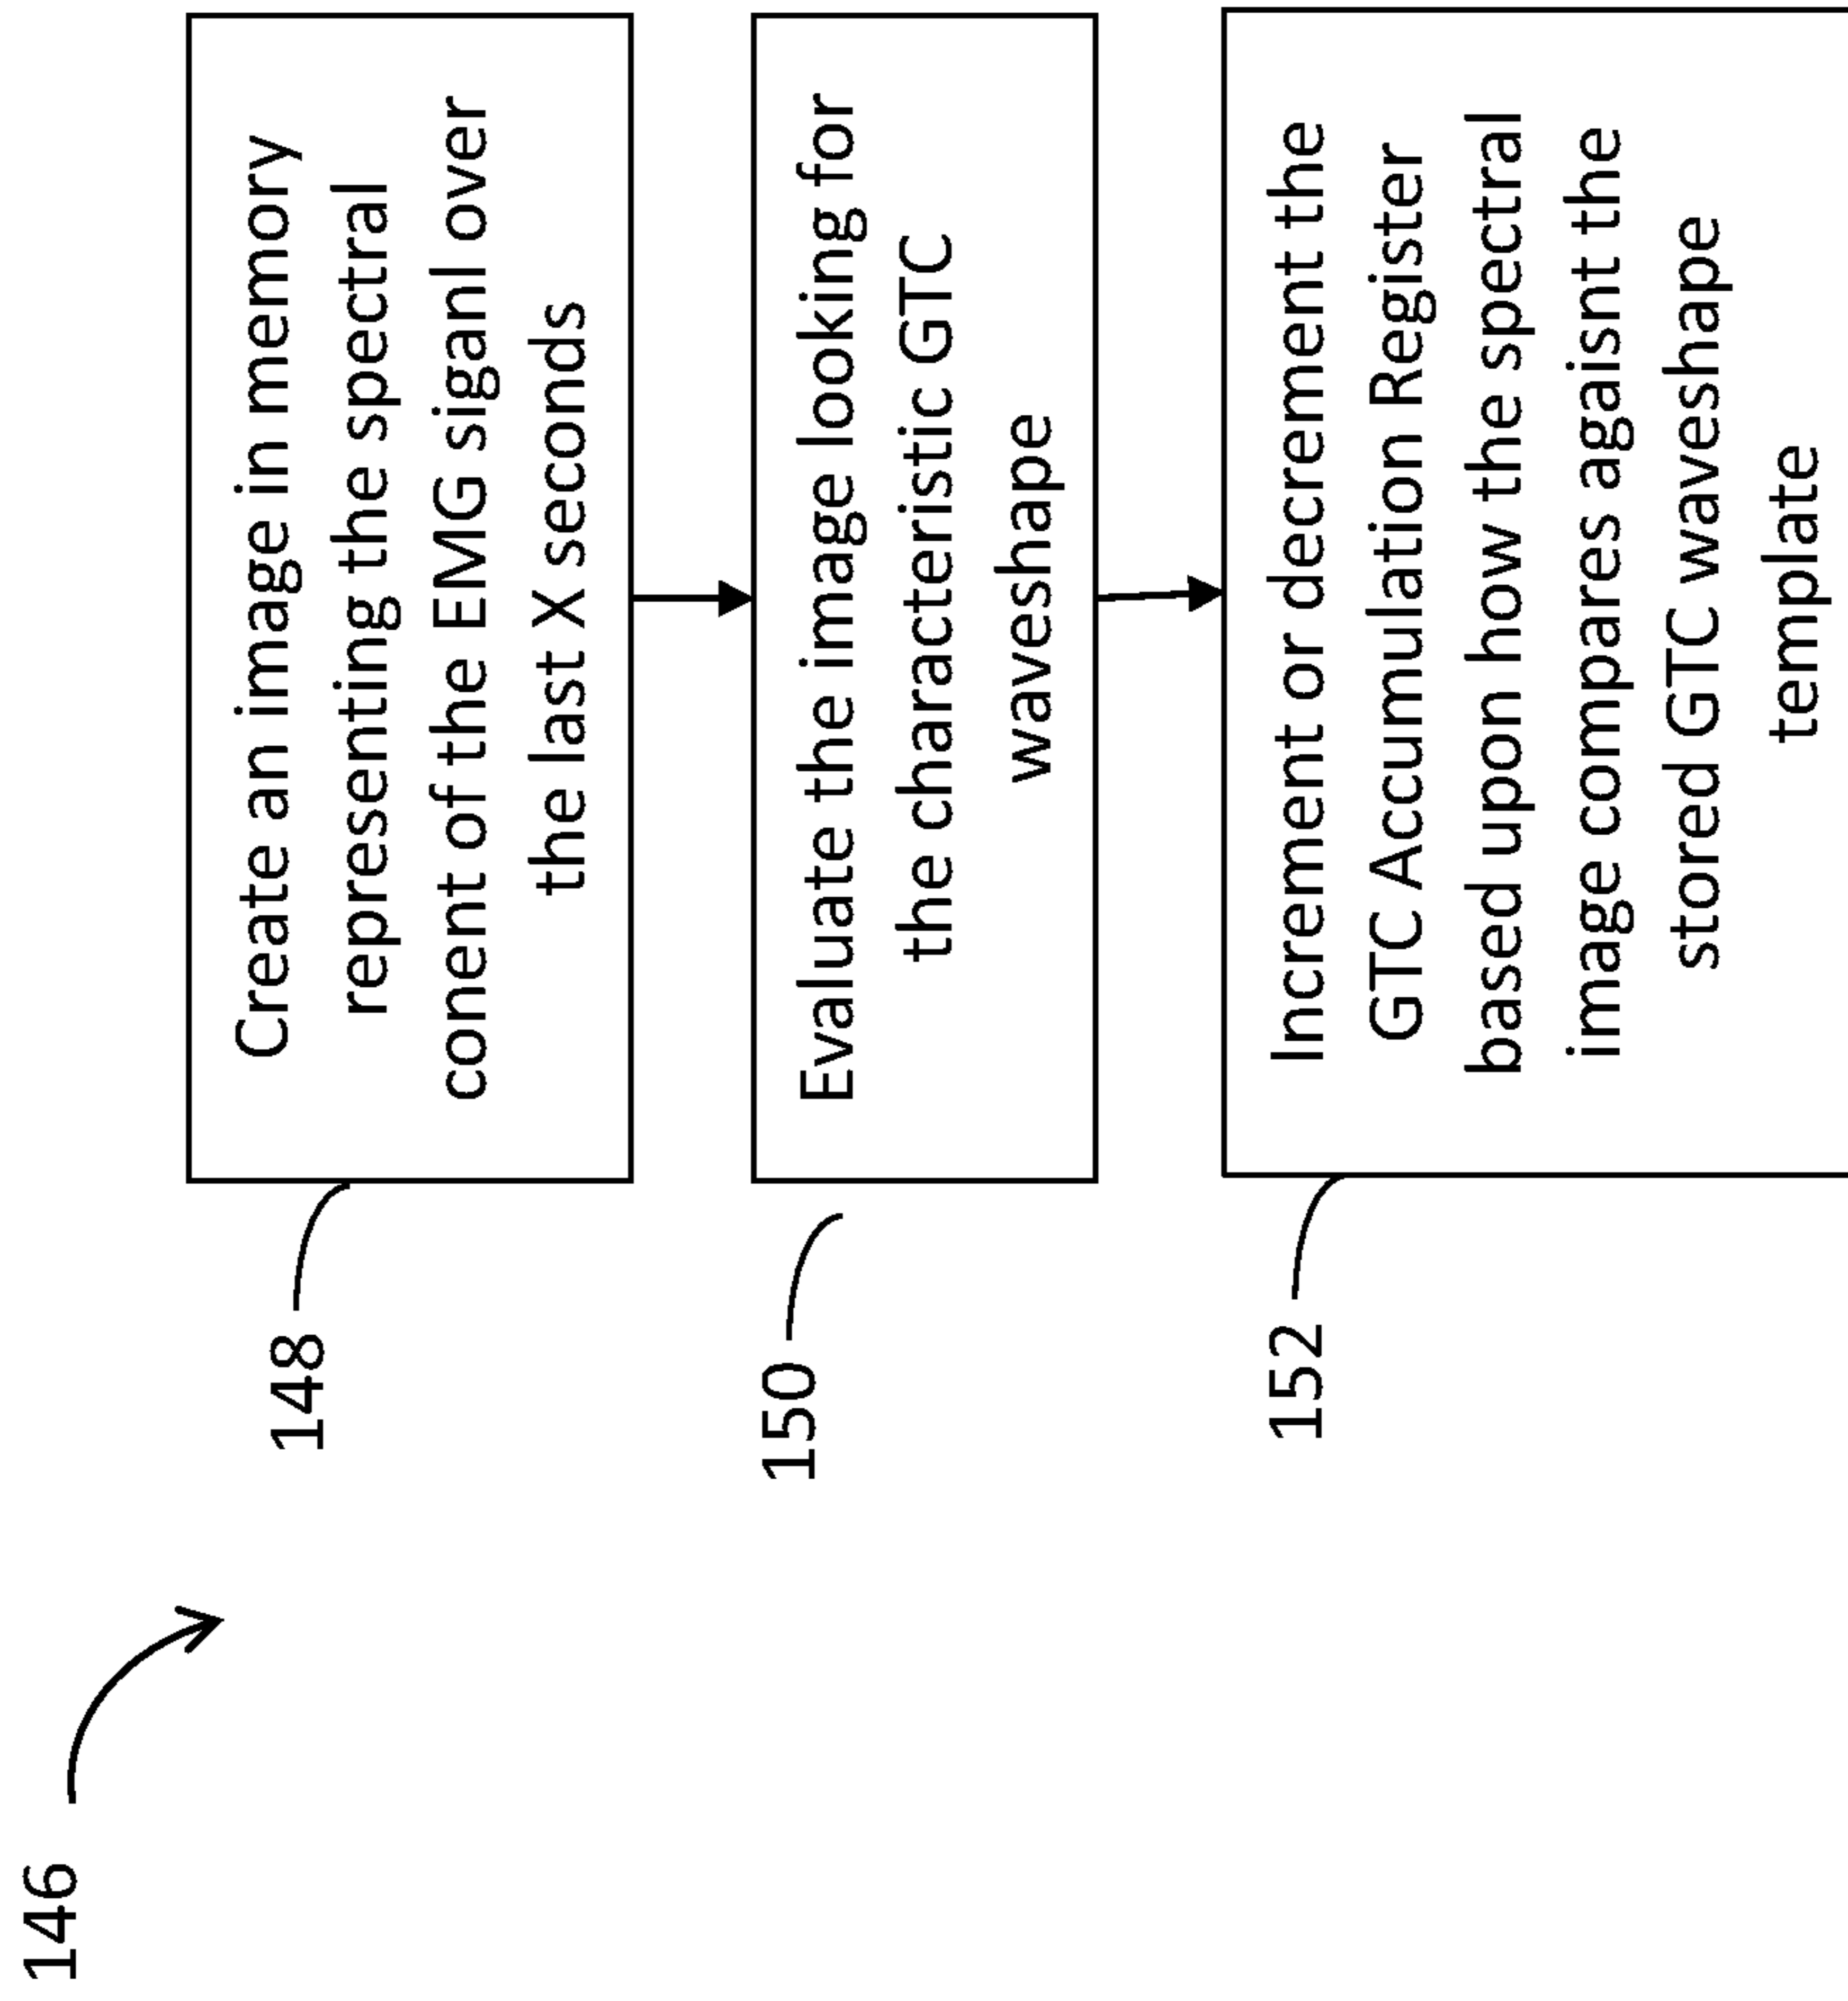 146
148
Create an image in memory
representing the spectral
conent of the EMG siganl over
the last X seconds
150
Evaluate the image looking for
the characteristic GTC
waveshape
152
Increment or decrement the
GTC Accumulation Register
based upon how the spectral
image compares agaisnt the
stored GTC waveshape
template